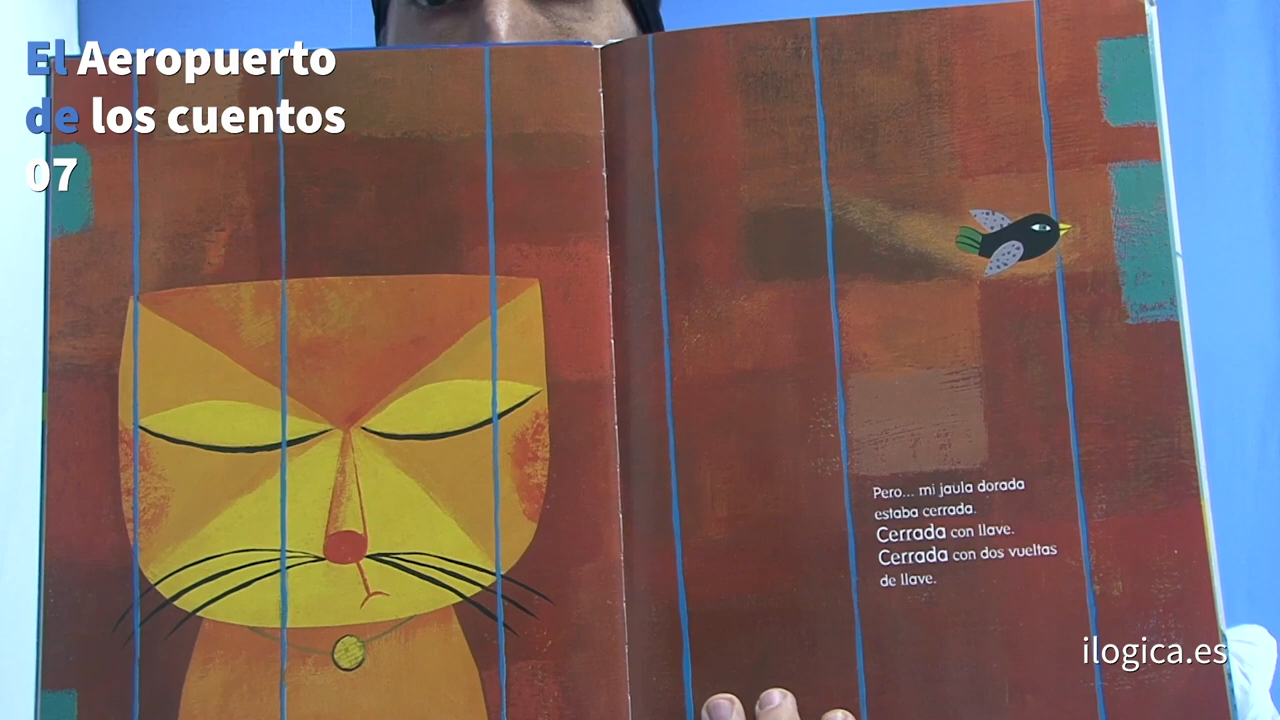 El Aeropuerto
de los cuentos
07
Pero... mi jaula dorada
estaba cerrada.
Cerrada con llave.
Cerrada con dos vueltas
de llave.
ilogica.es